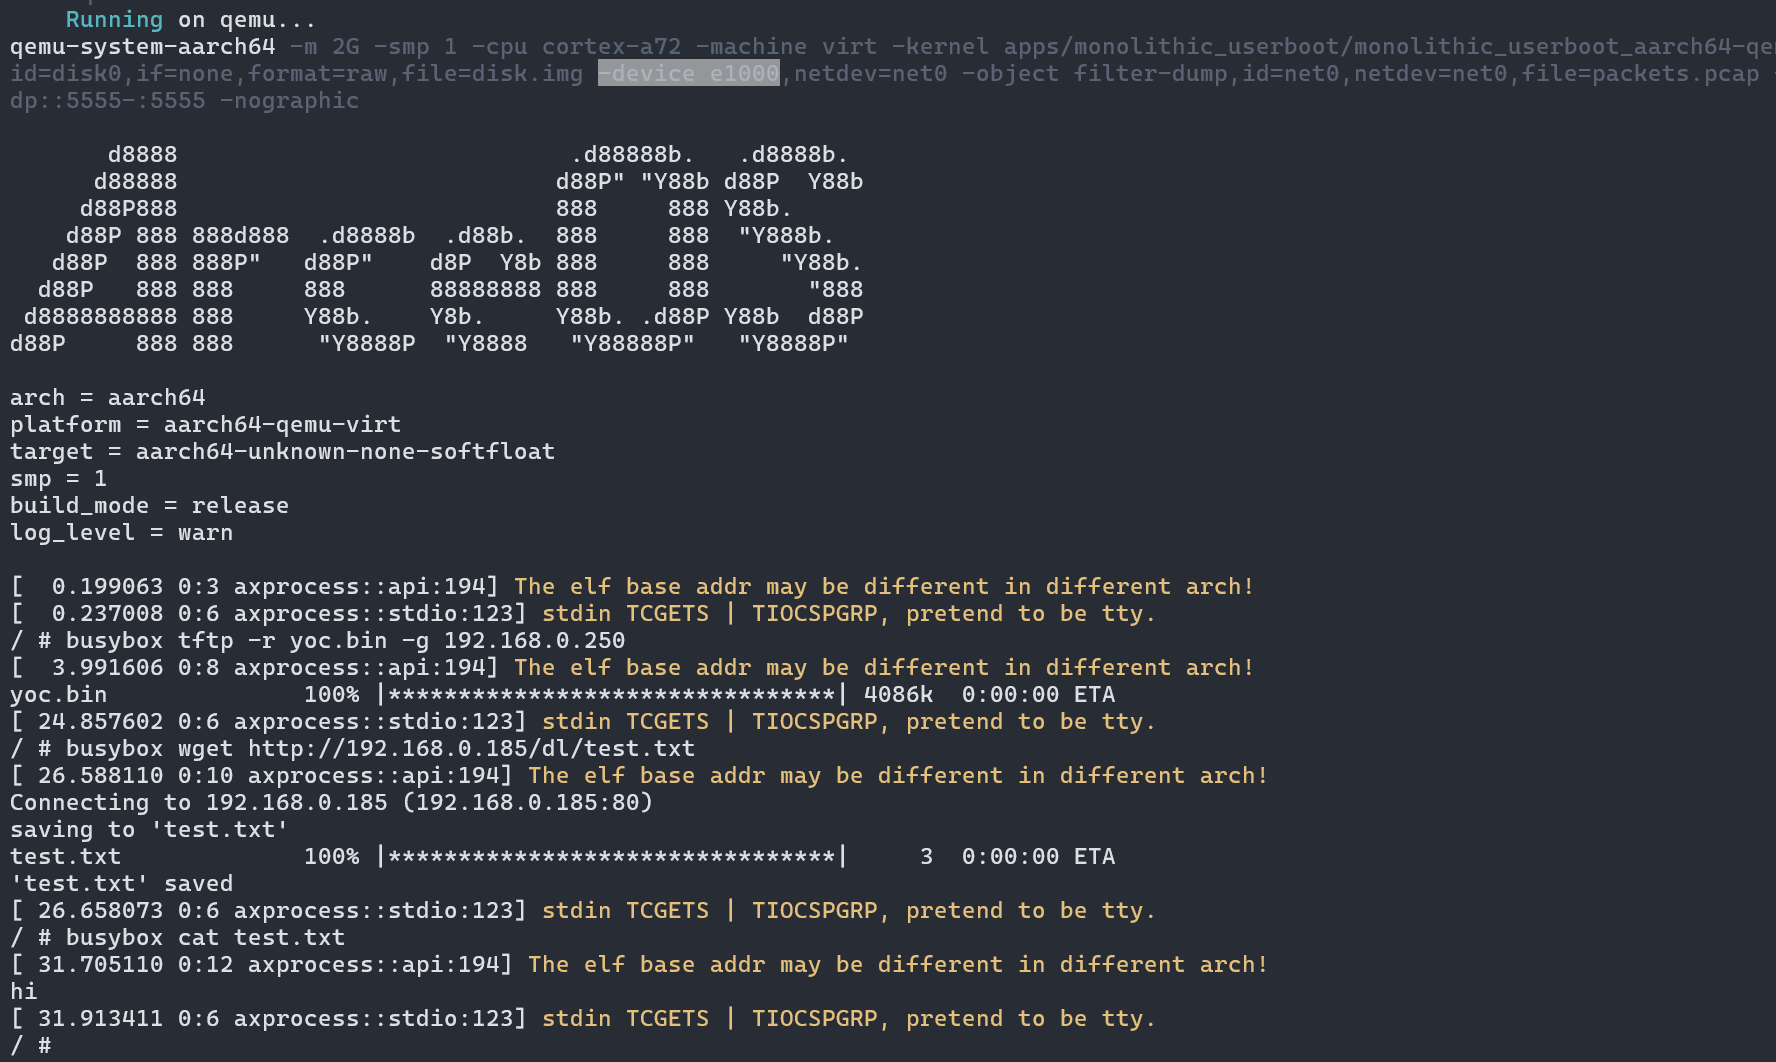 Running on qemu...
qemu-system-aarch64 -m 2G -smp 1 -cpu cortex-a72 -machine virt -kernel apps/monolithic_userboot/monolithic_userboot_aarch64-qe
id=disk0,if=none,format=raw,file=disk.img -device e1000,netdev=net0 -object filter-dump,id=net0,netdev=net0,file=packets.pcap -
dp::5555-:5555 -nographic
       d8888                            .d88888b.   .d8888b.
      d88888                           d88P" "Y88b d88P  Y88b
     d88P888                           888     888 Y88b.
    d88P 888 888d888  .d8888b  .d88b.  888     888  "Y888b.
   d88P  888 888P"   d88P"    d8P  Y8b 888     888     "Y88b.
  d88P   888 888     888      88888888 888     888       "888
 d8888888888 888     Y88b.    Y8b.     Y88b. .d88P Y88b  d88P
d88P     888 888      "Y8888P  "Y8888   "Y88888P"   "Y8888P"
arch = aarch64
platform = aarch64-qemu-virt
target = aarch64-unknown-none-softfloat
smp = 1
build_mode = release
log_level = warn
[  0.199063 0:3 axprocess::api:194] The elf base addr may be different in different arch!
[  0.237008 0:6 axprocess::stdio:123] stdin TCGETS | TIOCSPGRP, pretend to be tty.
/ # busybox tftp -r yoc.bin -g 192.168.0.250
[  3.991606 0:8 axprocess::api:194] The elf base addr may be different in different arch!
yoc.bin              100% |********************************| 4086k  0:00:00 ETA
[ 24.857602 0:6 axprocess::stdio:123] stdin TCGETS | TIOCSPGRP, pretend to be tty.
/ # busybox wget http://192.168.0.185/dl/test.txt
[ 26.588110 0:10 axprocess::api:194] The elf base addr may be different in different arch!
Connecting to 192.168.0.185 (192.168.0.185:80)
saving to 'test.txt'
test.txt             100% |********************************|     3  0:00:00 ETA
'test.txt' saved
[ 26.658073 0:6 axprocess::stdio:123] stdin TCGETS | TIOCSPGRP, pretend to be tty.
/ # busybox cat test.txt
[ 31.705110 0:12 axprocess::api:194] The elf base addr may be different in different arch!
hi
[ 31.913411 0:6 axprocess::stdio:123] stdin TCGETS | TIOCSPGRP, pretend to be tty.
/ #